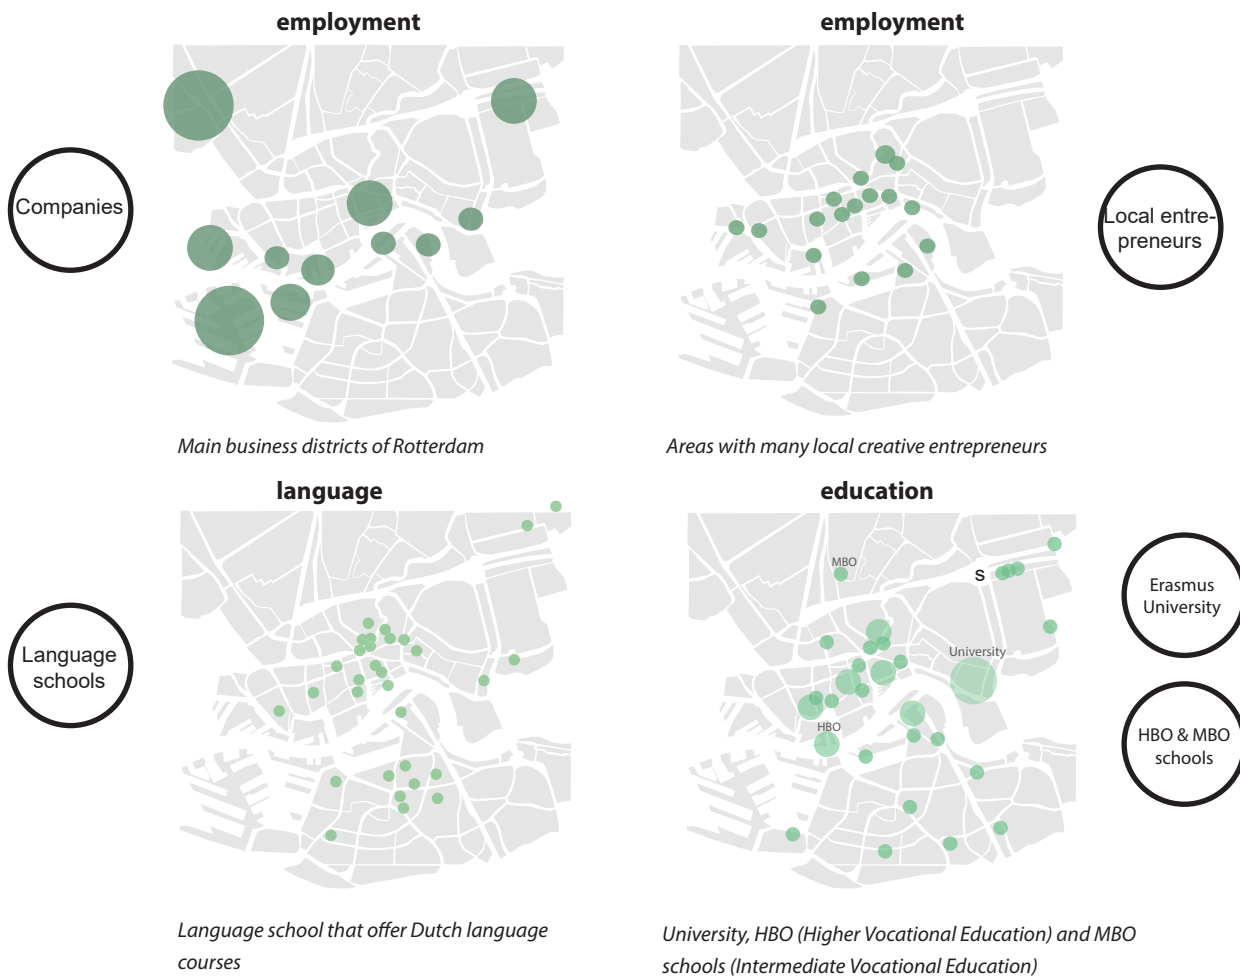 employment
employment
Companies
Local entre-
preneurs
Main business districts of Rotterdam
Areas with many local creative entrepreneurs
language
education
MBO
S
Erasmus
University
University
Language
schools
HBO
HBO & MBO
schools
Language school that offer Dutch language
courses
University, HBO (Higher Vocational Education) and MBO
schools (Intermediate Vocational Education)